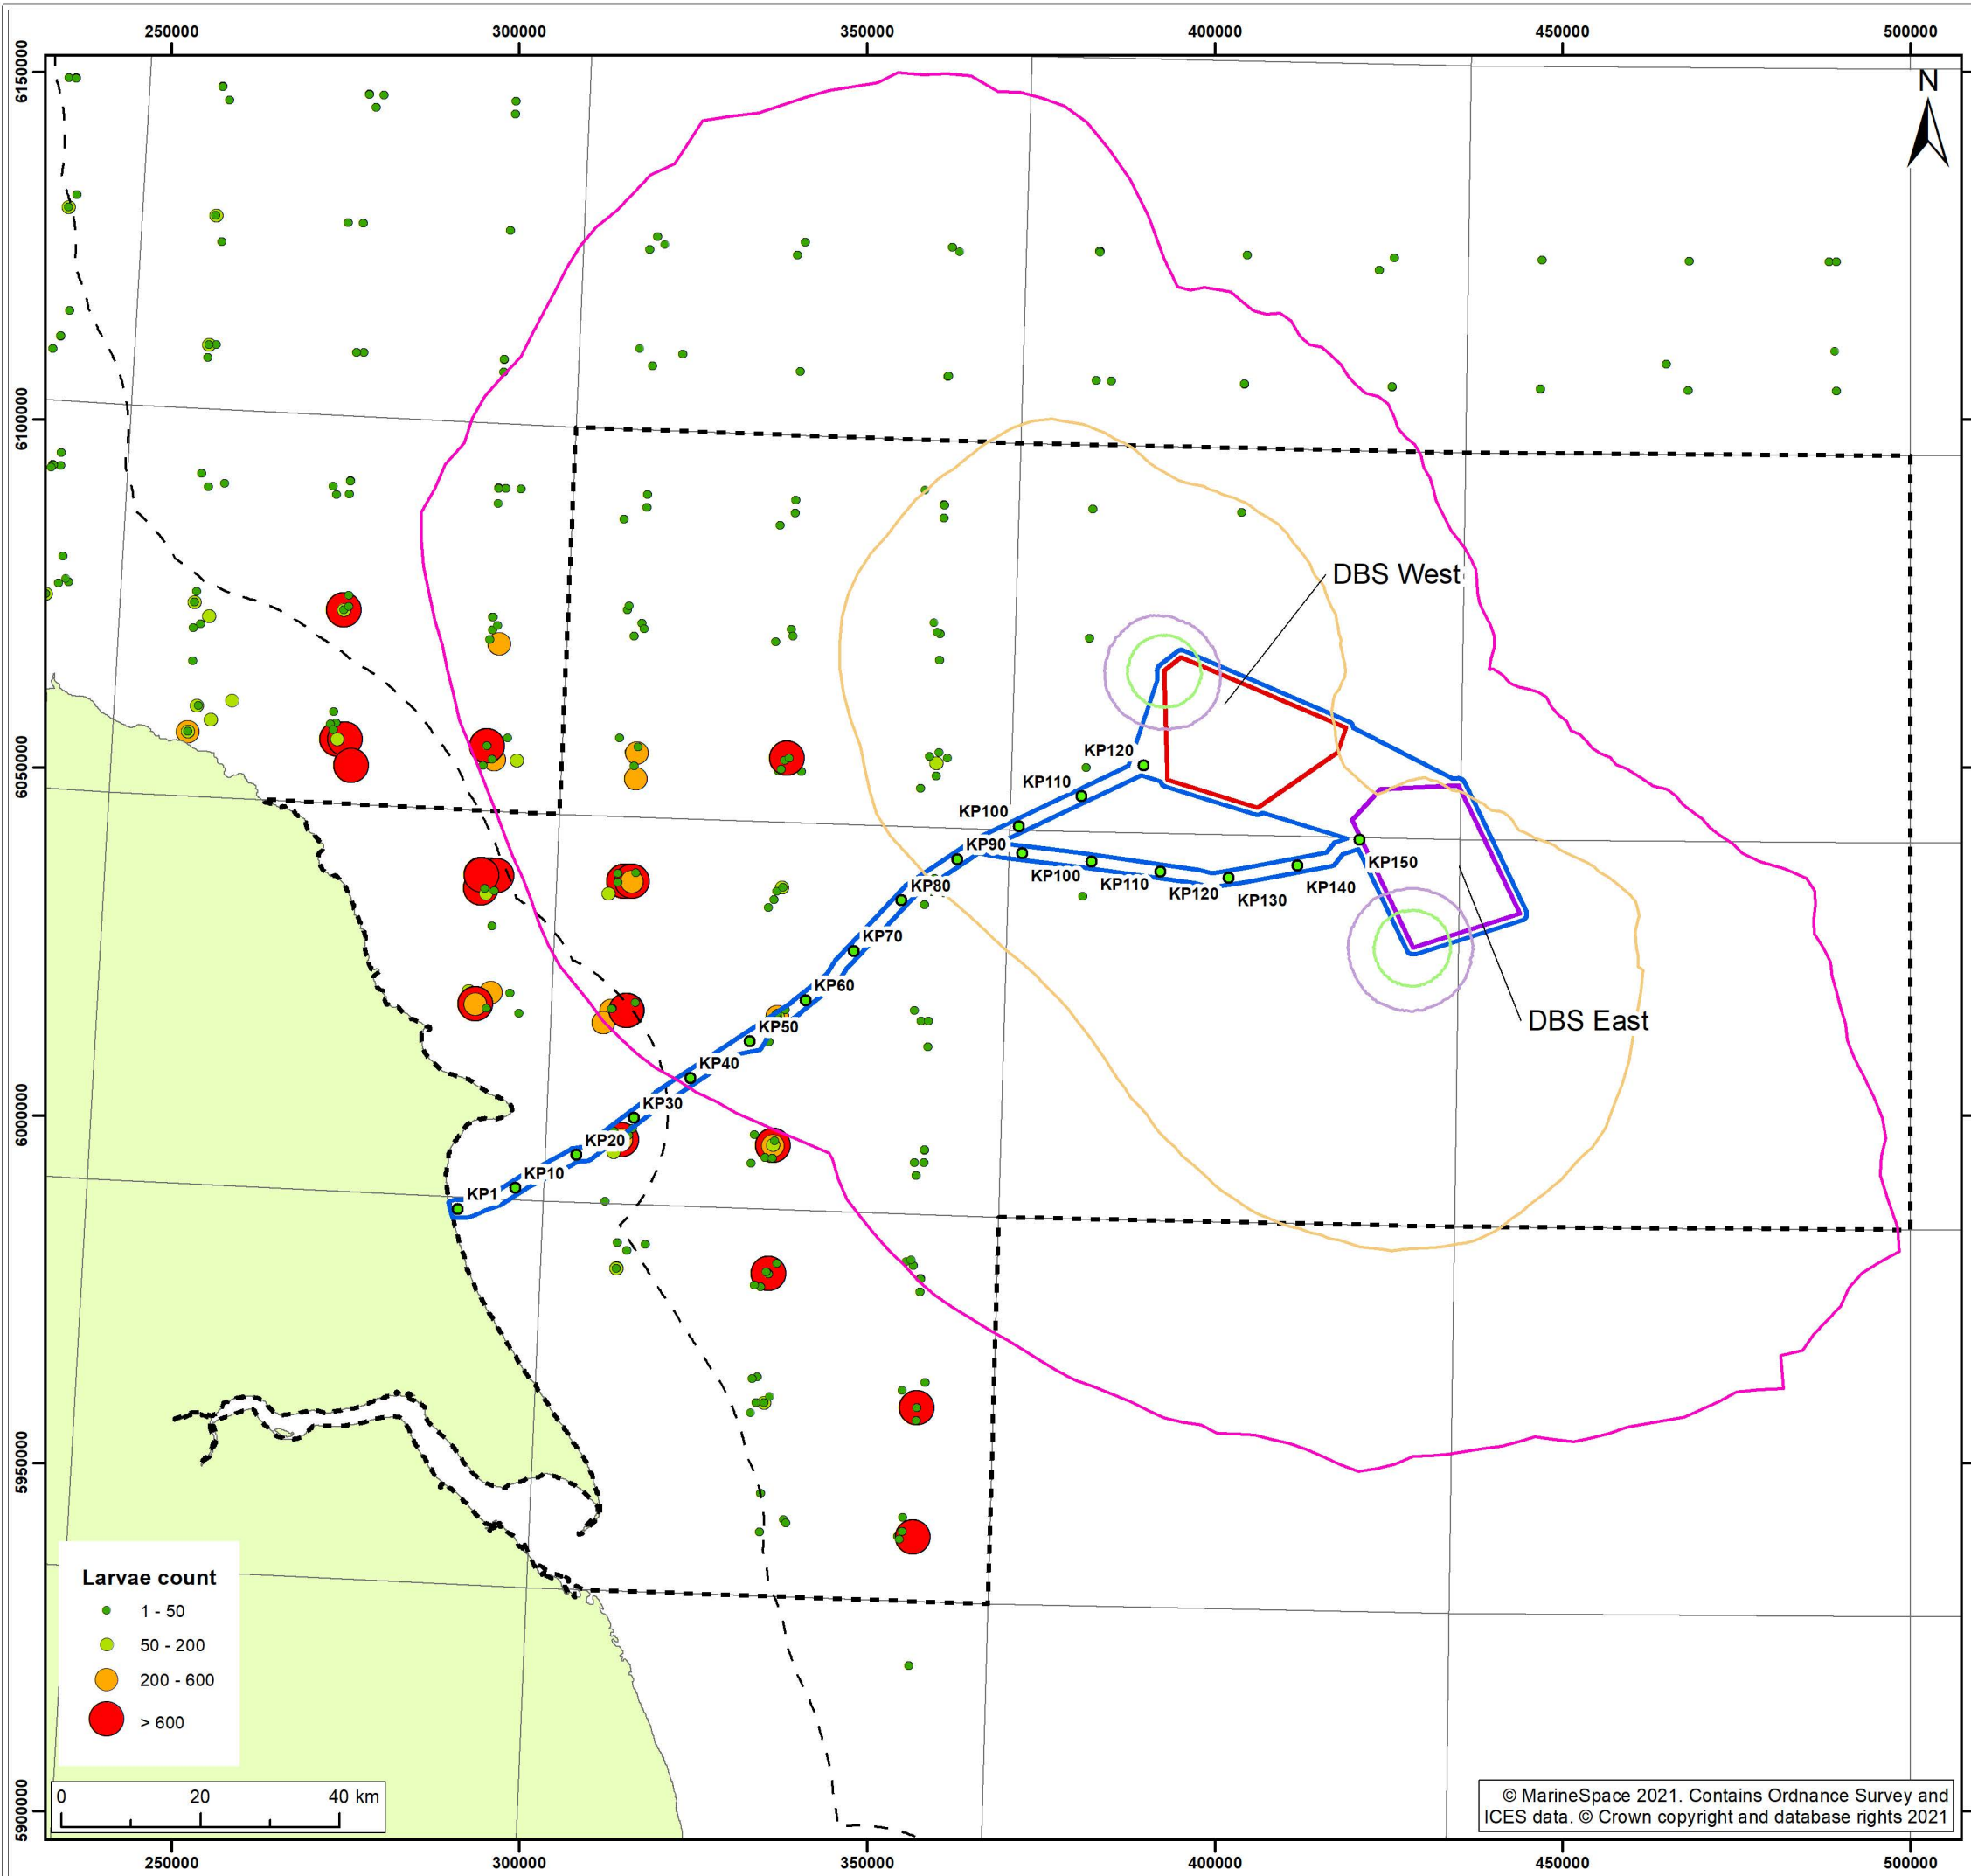 250000
300000
350000
400000
450000
500000
6150000
6100000
6050000
6000000
5950000
5900000
N
DBS West
KP120
KP110
KP100
KP90
KP80
KP70
KP60
KP50
KP40
KP30
KP20
KP10
KP1
KP100
KP110
KP120
KP130
KP140
KP150
DBS East
Larvae count
1 - 50
50 - 200
200 - 600
> 600
0
20
40 km
© MarineSpace 2021. Contains Ordnance Survey and
ICES data. © Crown copyright and database rights 2021
250000
300000
350000
400000
450000
500000